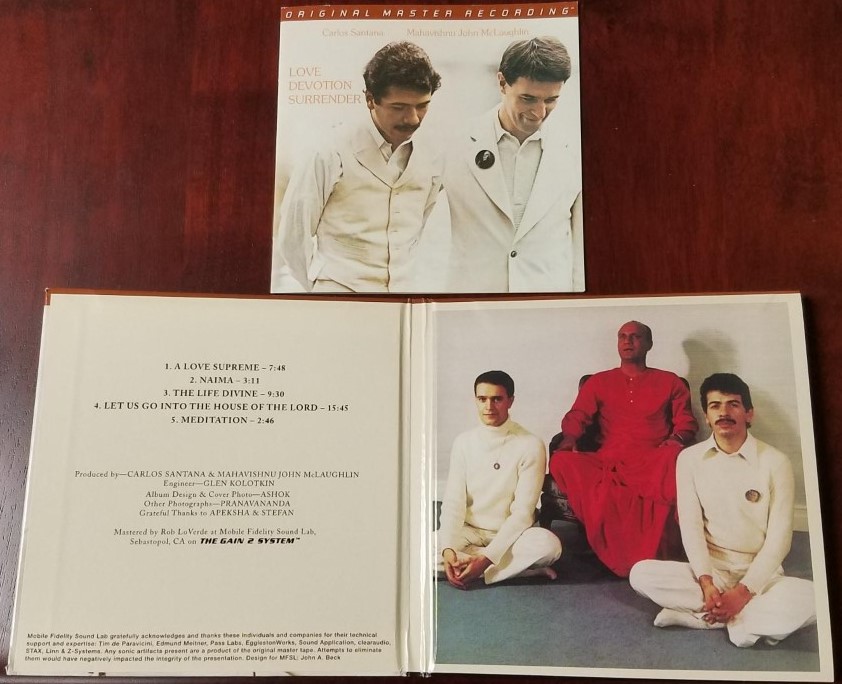 ORIGINAL MASTER RECORDING™
Carlos Santana Mahavishnu John McLaughlin
LOVE
DEVOTION
SURRENDER
1. A LOVE SUPREME – 7:48
2. NAIMA – 3:11
3. THE LIFE DIVINE – 9:30
4. LET US GO INTO THE HOUSE OF THE LORD – 15:45
5. MEDITATION – 2:46
Produced by—CARLOS SANTANA & MAHAVISHNU JOHN McLAUGHLIN
Engineer—GLEN KOLOTKIN
Album Design & Cover Photo—ASHOK
Other Photographs—PRANAVANANDA
Grateful Thanks to APEKSHA & STEFAN
Mastered by Rob LoVerde at Mobile Fidelity Sound Lab,
Sebastopol, CA on THE GAIN 2 SYSTEM™
Mobile Fidelity Sound Lab gratefully acknowledges and thanks these individuals and companies for their technical
support and expertise: Tim de Paravicini, Edmund Meitner, Pass Labs, EgglestonWorks, Sound Application, clearaudio,
STAX, Linn & Z-Systems. Any sonic artifacts present are a product of the original master tape. Attempts to eliminate
them would have negatively impacted the integrity of the presentation. Design for MFSL: John A. Beck